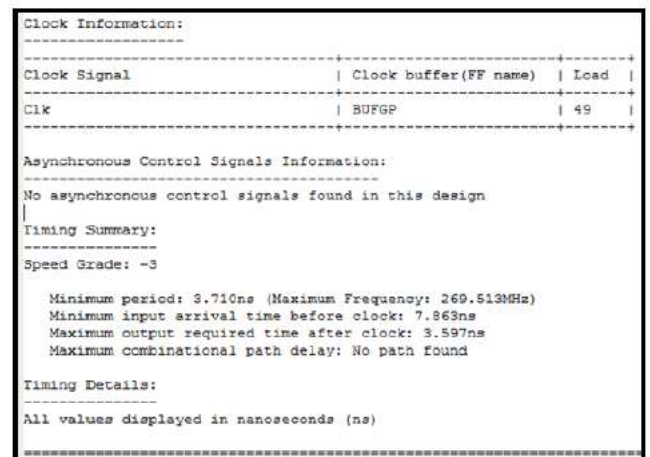 Clock Information:
------------------
-----------------------------------+------------------------+-------+
Clock Signal                       | Clock buffer(FF name)  | Load  |
-----------------------------------+------------------------+-------+
Clk                                | BUFGP                  | 49    |
-----------------------------------+------------------------+-------+
Asynchronous Control Signals Information:
----------------------------------------
No asynchronous control signals found in this design
Timing Summary:
---------------
Speed Grade: -3
Minimum period: 3.710ns (Maximum Frequency: 269.513MHz)
Minimum input arrival time before clock: 7.863ns
Maximum output required time after clock: 3.597ns
Maximum combinational path delay: No path found
Timing Details:
---------------
All values displayed in nanoseconds (ns)
=========================================================================